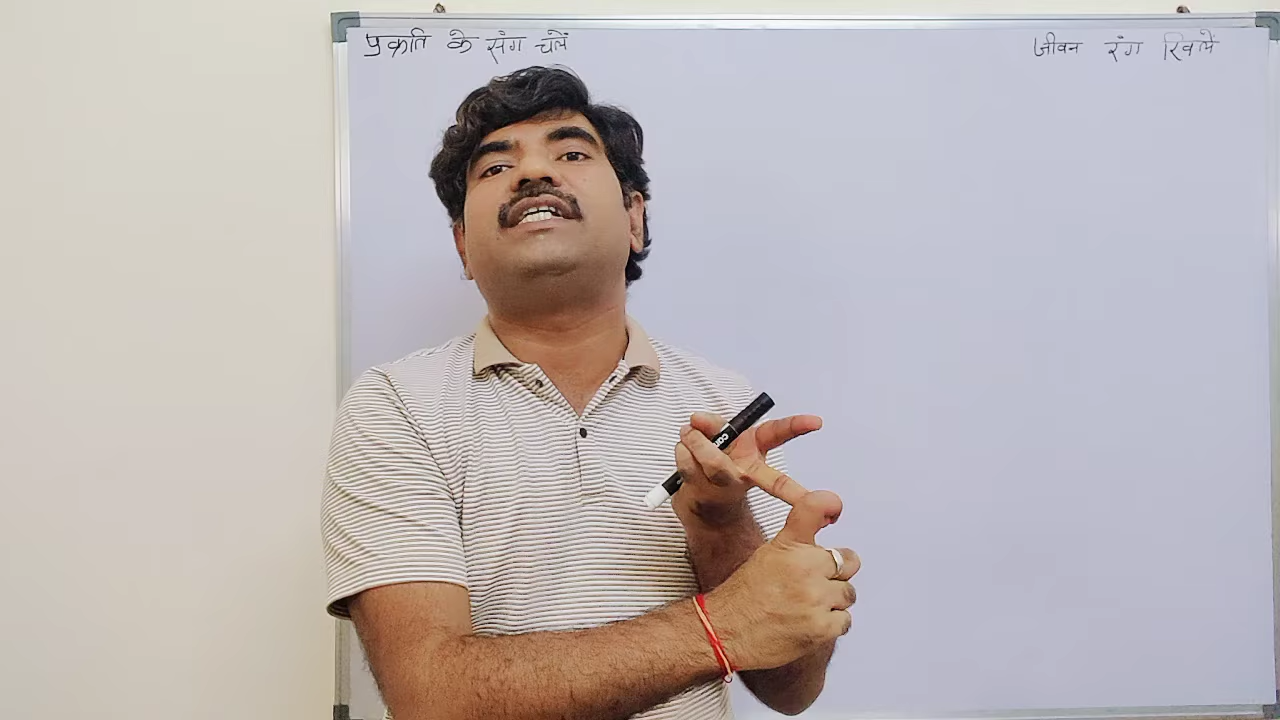 प्रकृति के संग चलें
जीवन रंग खिले